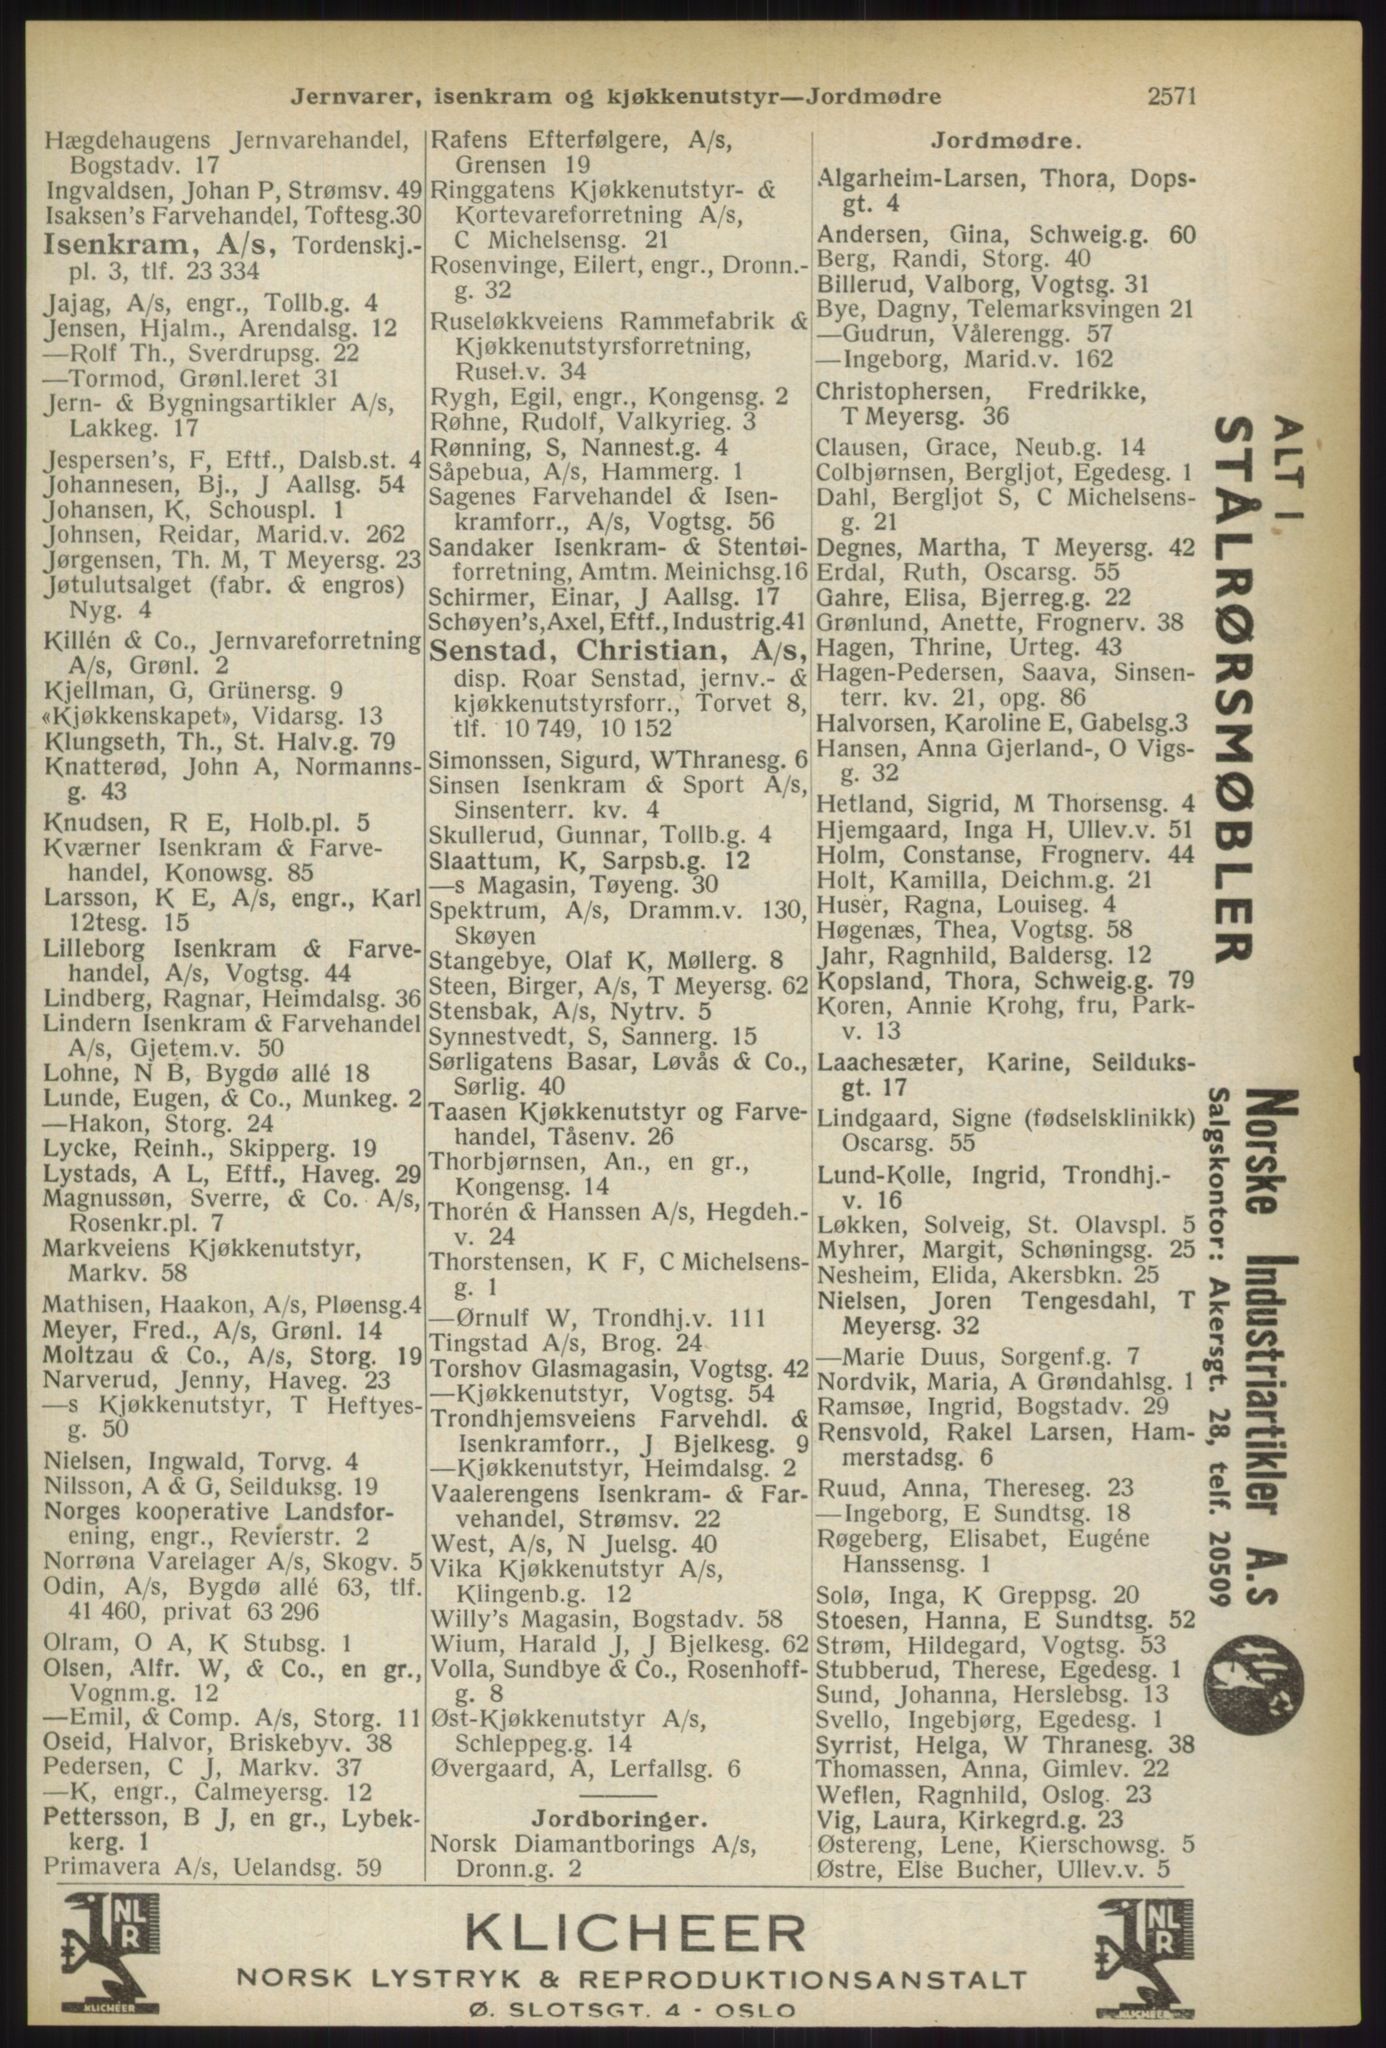 Jernvarer, isenkram og kjøkkenutstyr—Jordmødre 2571
Hægdehaugens Jernvarehandel,
Bogstadv. 17
Ingvaldsen, Johan P, Strømsv. 49
Isaksen's Farvehandel, Toftesg.30
Isenkram, A/s, Tordenskj.-
pl. 3, tlf. 23 334
Jajag, A/s, engr., Tollb.g. 4
Jensen, Hjalm., Arendalsg. 12
—Rolf Th., Sverdrupsg. 22
—Tormod, Grønl.leret 31
Jern- & Bygningsartikler A/s,
Lakkeg. 17
Jespersen's, F, Eftf., Dalsb.st. 4
Johannesen, Bj., J Aallsg. 54
Johansen, K, Schouspl. 1
Johnsen, Reidar, Marid.v. 262
Jørgensen, Th. M, T Meyersg. 23
Jøtulutsalget (fabr. & engros)
Nyg. 4
Killén & Co., Jernvareforretning
A/s, Grønl. 2
Kjellman, G, Grünersg. 9
«Kjøkkenskapet», Vidarsg. 13
Klungseth, Th., St. Halv.g. 79
Knatterød, John A, Normanns-
g. 43
Knudsen, R E, Holb.pl. 5
Kværner Isenkram & Farve-
handel, Konowsg. 85
Larsson, K E, A/s, engr., Karl
12tesg. 15
Lilleborg Isenkram & Farve-
handel, A/s, Vogtsg. 44
Lindberg, Ragnar, Heimdalsg. 36
Lindern Isenkram & Farvehandel
A/s, Gjetem.v. 50
Lohne, N B, Bygdø allé 18
Lunde, Eugen, & Co., Munkeg. 2
—Hakon, Storg. 24
Lycke, Reinh., Skipperg. 19
Lystads, A L, Eftf., Haveg. 29
Magnussøn, Sverre, & Co. A/s,
Rosenkr.pl. 7
Markveiens Kjøkkenutstyr,
Markv. 58
Mathisen, Haakon, A/s, Pløensg.4
Meyer, Fred., A/s, Grønl. 14
Moltzau & Co., A/s, Storg. 19
Narverud, Jenny, Haveg. 23
—s Kjøkkenutstyr, T Heftyes-
g. 50
Nielsen, Ingwald, Torvg. 4
Nilsson, A & G, Seilduksg. 19
Norges kooperative Landsfor-
ening, engr., Revierstr. 2
Norrøna Varelager A/s, Skogv. 5
Odin, A/s, Bygdø allé 63, tlf.
41 460, privat 63 296
Olram, O A, K Stubsg. 1
Olsen, Alfr. W, & Co., en gr.,
Vognm.g. 12
—Emil, & Comp. A/s, Storg. 11
Oseid, Halvor, Briskebyv. 38
Pedersen, C J, Markv. 37
—K, engr., Calmeyersg. 12
Pettersson, B J, en gr., Lybek-
kerg. 1
Primavera A/s, Uelandsg. 59
Rafens Efterfølgere, A/s,
Grensen 19
Ringgatens Kjøkkenutstyr- &
Kortevareforretning A/s,
C Michelsensg. 21
Rosenvinge, Eilert, engr., Dronn.-
g. 32
Ruseløkkveiens Rammefabrik &
Kjøkkenutstyrsforretning,
Rusel.v. 34
Rygh, Egil, engr., Kongensg. 2
Røhne, Rudolf, Valkyrieg. 3
Rønning, S, Nannest.g. 4
Såpebua, A/s, Hammerg. 1
Sagenes Farvehandel & Isen-
kramforr., A/s, Vogtsg. 56
Sandaker Isenkram- & Stentøi-
forretning, Amtm. Meinichsg.16
Schirmer, Einar, J Aallsg. 17
Schøyen's,Axel, Eftf.,Industrig.41
Senstad, Christian, A/s,
disp. Roar Senstad, jernv.- &
kjøkkenutstyrsforr., Torvet 8,
tlf. 10 749, 10 152
Simonssen, Sigurd, WThranesg. 6
Sinsen Isenkram & Sport A/s,
Sinsenterr. kv. 4
Skullerud, Gunnar, Tollb.g. 4
Slaattum, K, Sarpsb.g. 12
—s Magasin, Tøyeng. 30
Spektrum, A/s, Dramm.v. 130,
Skøyen
Stangebye, Olaf K, Møllerg. 8
Steen, Birger, A/s, T Meyersg. 62
Stensbak, A/s, Nytrv. 5
Synnestvedt, S, Sannerg. 15
Sørligatens Basar, Løvås & Co.,
Sørlig. 40
Taasen Kjøkkenutstyr og Farve-
handel, Tåsenv. 26
Thorbjørnsen, An., en gr.,
Kongensg. 14
Thorén & Hanssen A/s, Hegdeh.-
v. 24
Thorstensen, K F, C Michelsens-
g. 1
—Ørnulf W, Trondhj.v. 111
Tingstad A/s, Brog. 24
Torshov Glasmagasin, Vogtsg. 42
—Kjøkkenutstyr, Vogtsg. 54
Trondhjemsveiens Farvehdl. &
Isenkramforr., J Bjelkesg. 9
—Kjøkkenutstyr, Heimdalsg. 2
Vaalerengens Isenkram- & Far-
vehandel, Strømsv. 22
West, A/s, N Juelsg. 40
Vika Kjøkkenutstyr A/s,
Klingenb.g. 12
Willy's Magasin, Bogstadv. 58
Wium, Harald J, J Bjelkesg. 62
Volla, Sundbye & Co., Rosenhoff-
g. 8
Øst-Kjøkkenutstyr A/s,
Schleppeg.g. 14
Øvergaard, A, Lerfallsg. 6
Jordboringer.
Norsk Diamantborings A/s,
Dronn.g. 2
Jordmødre.
Algarheim-Larsen, Thora, Dops-
gt. 4
Andersen, Gina, Schweig.g. 60
Berg, Randi, Storg. 40
Billerud, Valborg, Vogtsg. 31
Bye, Dagny, Telemarksvingen 21
—Gudrun, Vålerengg. 57
—Ingeborg, Marid.v. 162
Christophersen, Fredrikke,
T Meyersg. 36
Clausen, Grace, Neub.g. 14
Colbjørnsen, Bergljot, Egedesg. 1
Dahl, Bergljot S, C Michelsens-
g. 21
Degnes, Martha, T Meyersg. 42
Erdal, Ruth, Oscarsg. 55
Gahre, Elisa, Bjerreg.g. 22
Grønlund, Anette, Frognerv. 38
Hagen, Thrine, Urteg. 43
Hagen-Pedersen, Saava, Sinsen-
terr. kv. 21, opg. 86
Halvorsen, Karoline E, Gabelsg.3
Hansen, Anna Gjerland-, O Vigs-
g. 32
Hetland, Sigrid, M Thorsensg. 4
Hjemgaard, Inga H, Ullev.v. 51
Holm, Constanse, Frognerv. 44
Holt, Kamilla, Deichm.g. 21
Huser, Ragna, Louiseg. 4
Høgenæs, Thea, Vogtsg. 58
Jahr, Ragnhild, Baldersg. 12
Kopsland, Thora, Schweig.g. 79
Koren, Annie Krohg, fru, Park-
v. 13
Laachesæter, Karine, Seilduks-
gt. 17
Lindgaard, Signe (fødselsklinikk)
Oscarsg. 55
Lund-Kolle, Ingrid, Trondhj.-
v. 16
Løkken, Solveig, St. Olavspl. 5
Myhrer, Margit, Schøningsg. 25
Nesheim, Elida, Akersbkn. 25
Nielsen, Joren Tengesdahl, T
Meyersg. 32
—Marie Duus, Sorgenf.g. 7
Nordvik, Maria, A Grøndahlsg. 1
Ramsøe, Ingrid, Bogstadv. 29
Rensvold, Rakel Larsen, Ham-
merstadsg. 6
Ruud, Anna, Thereseg. 23
—Ingeborg, E Sundtsg. 18
Røgeberg, Elisabet, Eugéne
Hanssensg. 1
Solø, Inga, K Greppsg. 20
Stoesen, Hanna, E Sundtsg. 52
Strøm, Hildegard, Vogtsg. 53
Stubberud, Therese, Egedesg. 1
Sund, Johanna, Herslebsg. 13
Svello, Ingebjørg, Egedesg. 1
Syrrist, Helga, W Thranesg. 38
Thomassen, Anna, Gimlev. 22
Weflen, Ragnhild, Oslog. 23
Vig, Laura, Kirkegrd.g. 23
Østereng, Lene, Kierschowsg. 5
Østre, Else Bucher, Ullev.v. 5
ALT I
STÅLRØRSMØBLER
NORSKE INDUSTRIARTIKLER A.S
Salgskontor: Akersgt. 28, telf. 20509
NLR
KLICHEER
KLICHEER
NORSK LYSTRYK & REPRODUKTIONSANSTALT
Ø. SLOTSGT. 4 - OSLO
NLR
KLICHEER